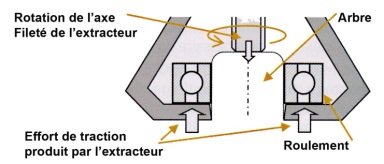 Rotation de l'axe
Fileté de l'extracteur
Arbre
Effort de traction
produit par l'extracteur
Roulement